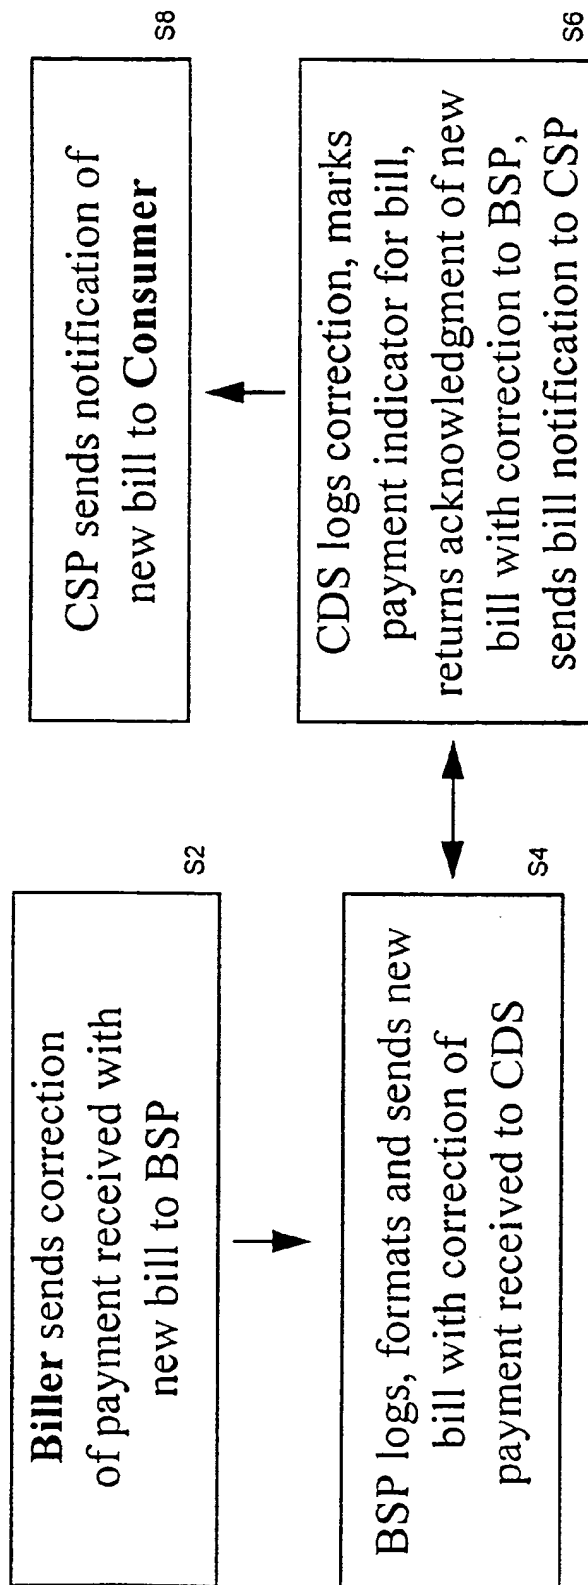 Biller sends correction
of payment received with
new bill to BSP
S2
BSP logs, formats and sends new
bill with correction of
payment received to CDS
S4
CDS logs correction, marks
payment indicator for bill,
returns acknowledgment of new
bill with correction to BSP,
sends bill notification to CSP
S6
CSP sends notification of
new bill to Consumer
S8